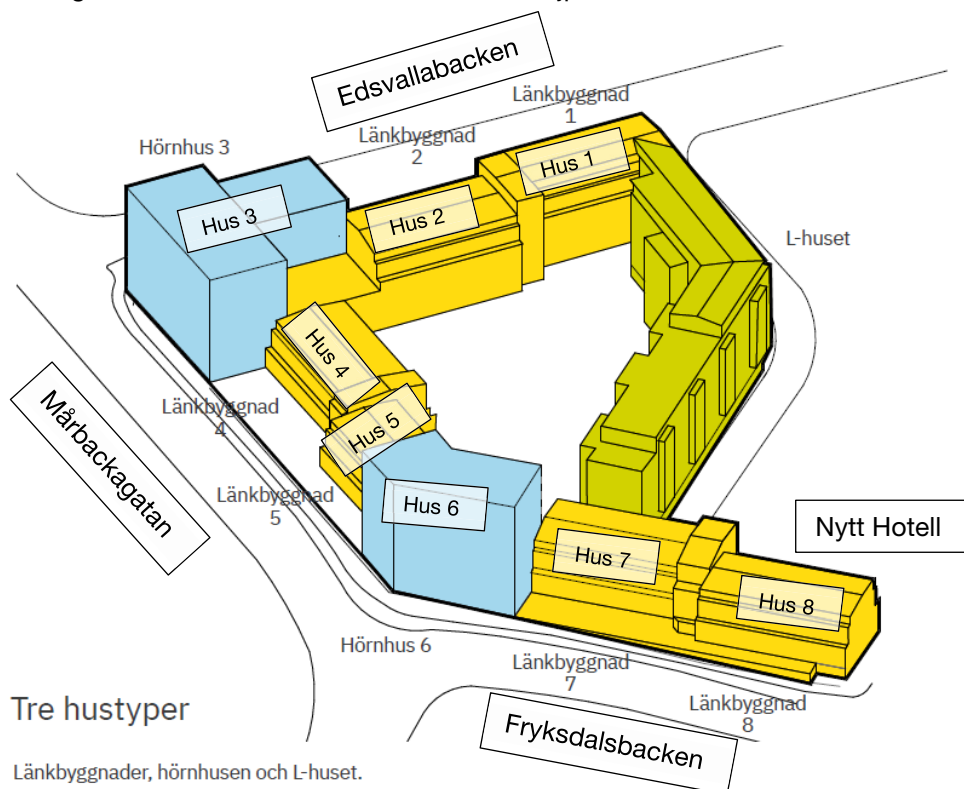 Edsvallabacken
Länkbyggnad
1
Länkbyggnad
2
Hörnhus 3
Hus 1
Hus 2
Hus 3
L-huset
Hus 4
Länkbyggnad
4
Hus 5
Mårbackagatan
Länkbyggnad
5
Hus 6
Nytt Hotell
Hus 7
Hus 8
Hörnhus 6
Länkbyggnad
7
Länkbyggnad
8
Tre hustyper
Fryksdalsbacken
Länkbyggnader, hörnhusen och L-huset.